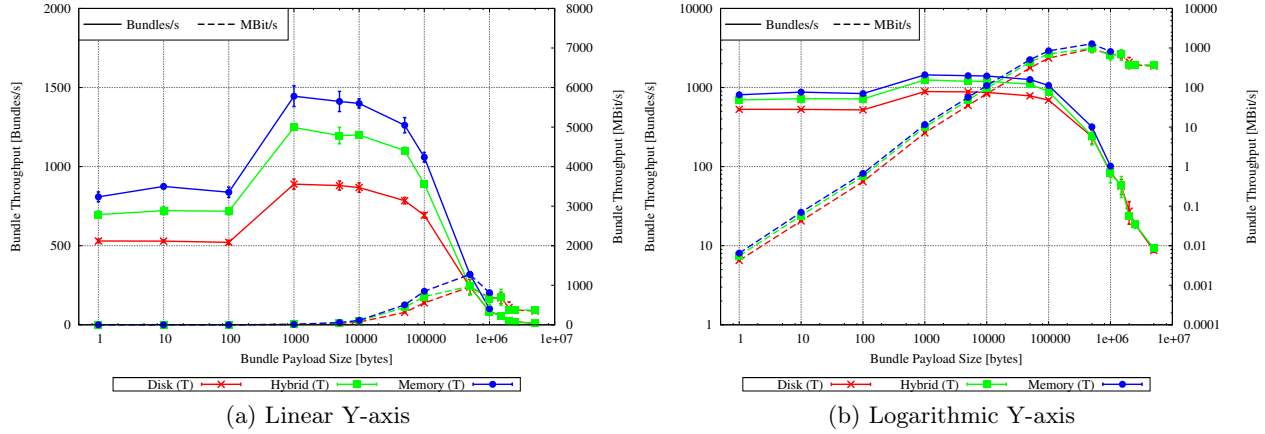 Bundles/s
MBit/s
2000
1500
1000
500
0
8000
7000
6000
5000
4000
3000
2000
1000
0
1
10
100
1000
10000
100000
1e+06
1e+07
Bundle Throughput [Bundles/s]
Bundle Throughput [MBit/s]
Bundle Payload Size [bytes]
Disk (T)
Hybrid (T)
Memory (T)
(a) Linear Y-axis
Bundles/s
MBit/s
10000
1000
100
10
1
10000
1000
100
10
1
0.1
0.01
0.001
0.0001
1
10
100
1000
10000
100000
1e+06
1e+07
Bundle Throughput [Bundles/s]
Bundle Throughput [MBit/s]
Bundle Payload Size [bytes]
Disk (T)
Hybrid (T)
Memory (T)
(b) Logarithmic Y-axis